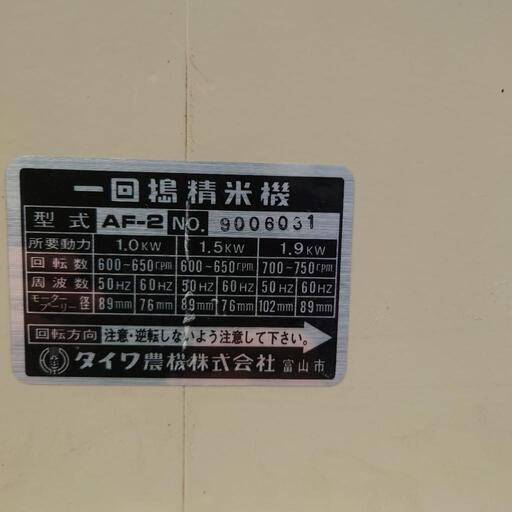 一回搗精米機
型式 AF-2 NO. 9006031
所要動力 1.0KW 1.5KW 1.9KW
回転数 600~650rpm 600~650rpm 700~750rpm
周波数 50HZ 60HZ 50HZ 60HZ 50HZ 60HZ
モータープーリー径 89mm 76mm 89mm 76mm 102mm 89mm
回転方向 注意・逆転しないよう注意して下さい。
タイワ農機株式会社 富山市